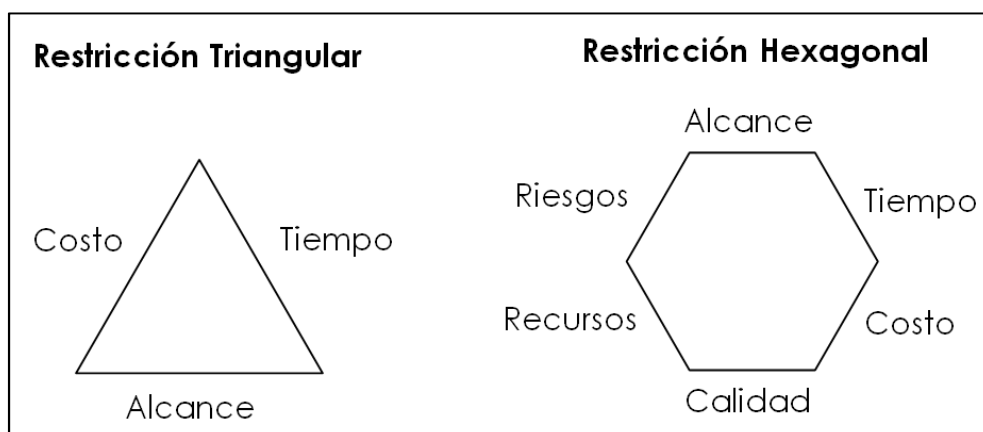 Restricción Triangular
Costo
Tiempo
Alcance
Restricción Hexagonal
Alcance
Riesgos
Tiempo
Recursos
Costo
Calidad